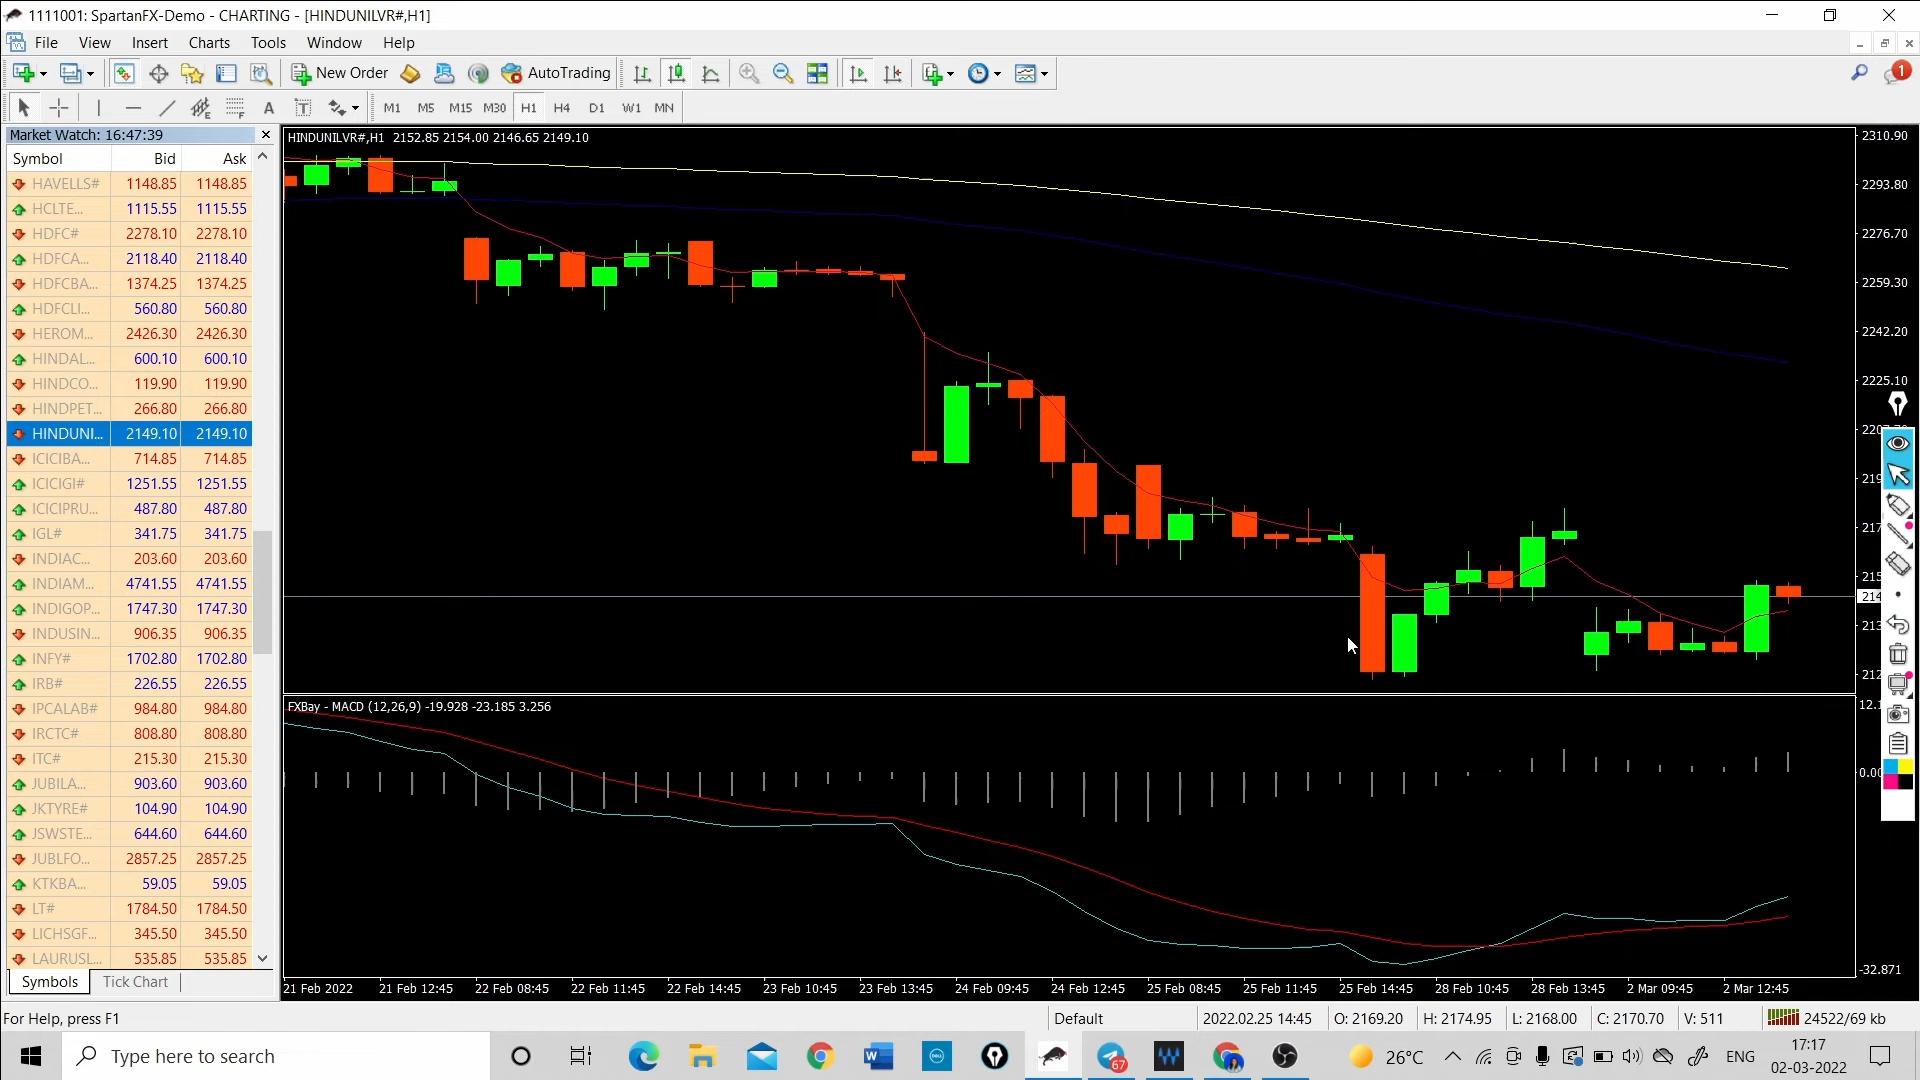 1111001: SpartanFX-Demo - CHARTING - [HINDUNILVR#,H1]
File View Insert Charts Tools Window Help
New Order AutoTrading
1
A T
M1 M5 M15 M30 H1 H4 D1 W1 MN
Market Watch: 16:47:39
Symbol Bid Ask
HAVELLS# 1148.85 1148.85
HCLTE... 1115.55 1115.55
HDFC# 2278.10 2278.10
HDFCA... 2118.40 2118.40
HDFCBA... 1374.25 1374.25
HDFCLI... 560.80 560.80
HEROM... 2426.30 2426.30
HINDAL... 600.10 600.10
HINDCO... 119.90 119.90
HINDPET... 266.80 266.80
HINDUNI... 2149.10 2149.10
ICICIBA... 714.85 714.85
ICICIGI# 1251.55 1251.55
ICICIPRU... 487.80 487.80
IGL# 341.75 341.75
INDIAC... 203.60 203.60
INDIAM... 4741.55 4741.55
INDIGOP... 1747.30 1747.30
INDUSIN... 906.35 906.35
INFY# 1702.80 1702.80
IRB# 226.55 226.55
IPCALAB# 984.80 984.80
IRCTC# 808.80 808.80
ITC# 215.30 215.30
JUBILA... 903.60 903.60
JKTYRE# 104.90 104.90
JSWSTE... 644.60 644.60
JUBLFO... 2857.25 2857.25
KTKBA... 59.05 59.05
LT# 1784.50 1784.50
LICHSGF... 345.50 345.50
LAURUSL... 535.85 535.85
Symbols Tick Chart
HINDUNILVR#,H1 2152.85 2154.00 2146.65 2149.10
2310.90
2293.80
2276.70
2259.30
2242.20
2225.10
FXBay - MACD (12,26,9) -19.928 -23.185 3.256
0.00
-32.871
21 Feb 2022 21 Feb 12:45 22 Feb 08:45 22 Feb 11:45 22 Feb 14:45 23 Feb 10:45 23 Feb 13:45 24 Feb 09:45 24 Feb 12:45 25 Feb 08:45 25 Feb 11:45 25 Feb 14:45 28 Feb 10:45 28 Feb 13:45 2 Mar 09:45 2 Mar 12:45
For Help, press F1 Default 2022.02.25 14:45 O: 2169.20 H: 2174.95 L: 2168.00 C: 2170.70 V: 511 24522/69 kb
Type here to search
67
26°C
ENG
17:17
02-03-2022